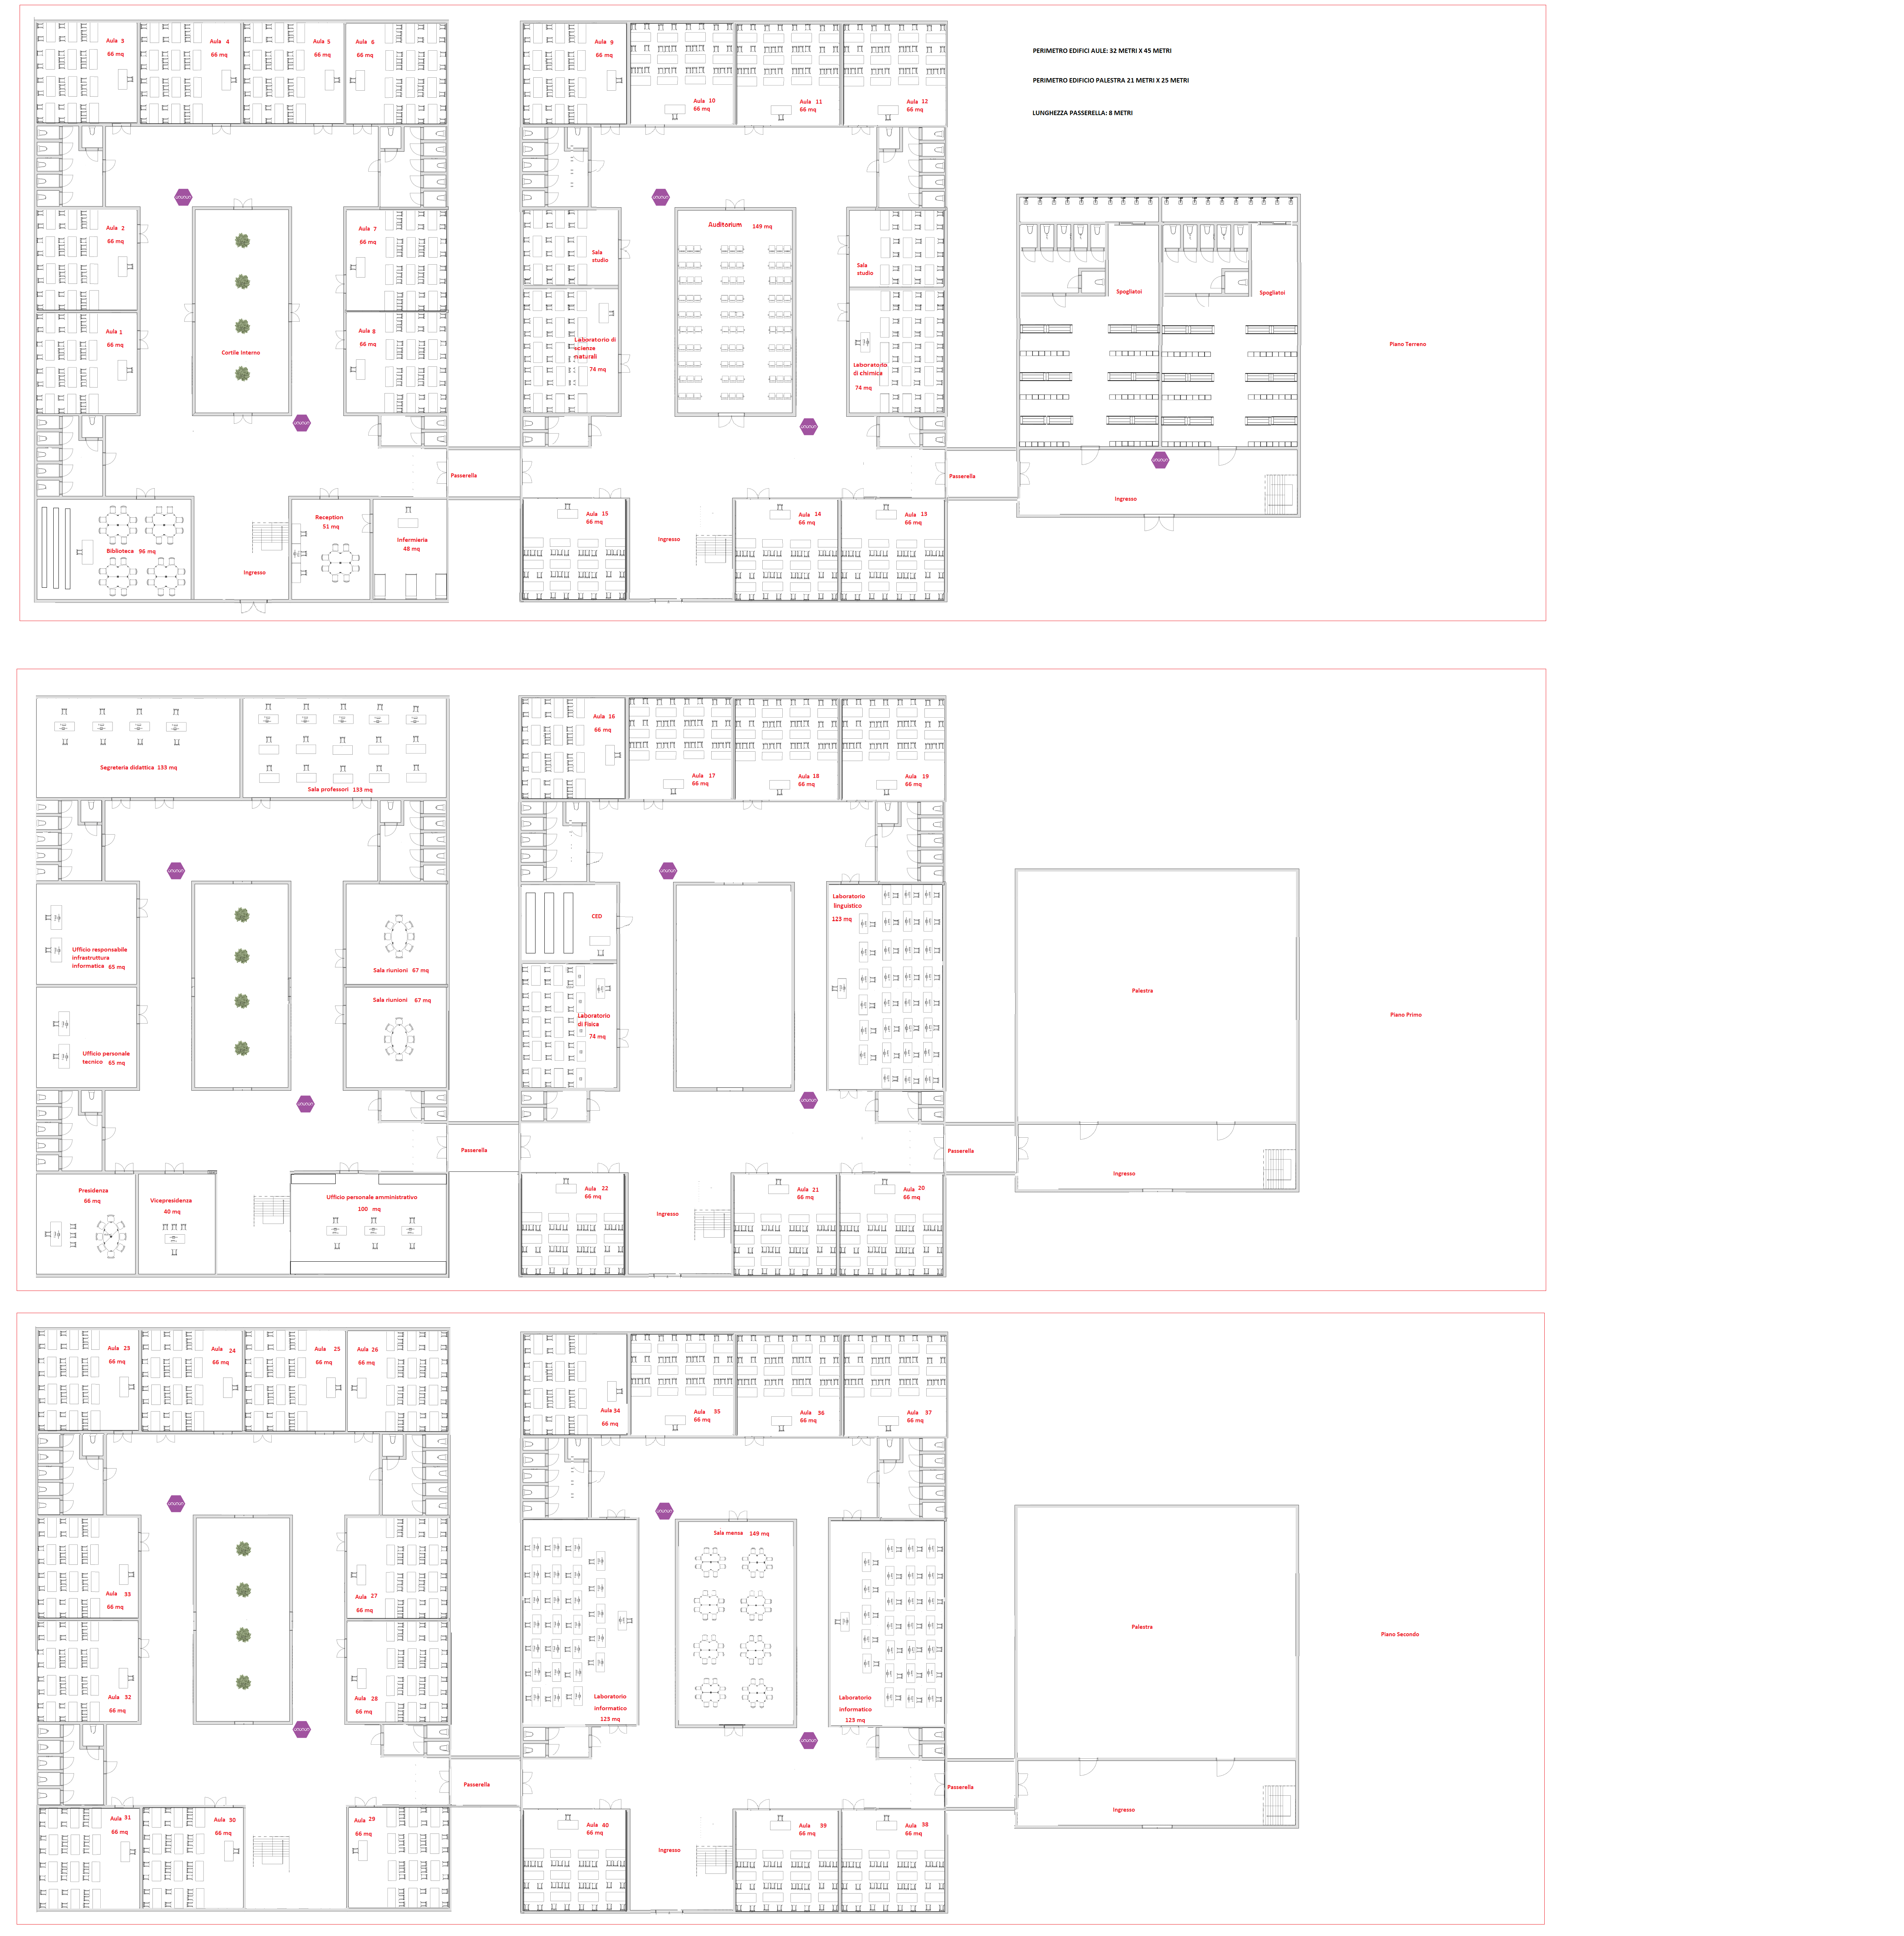 PERIMETRO EDIFICI AULE: 32 METRI X 45 METRI
PERIMETRO EDIFICIO PALESTRA 21 METRI X 25 METRI
LUNGHEZZA PASSERELLA: 8 METRI
Aula 3
66 mq
Aula 4
66 mq
Aula 5
66 mq
Aula 6
66 mq
Aula 9
66 mq
Aula 10
66 mq
Aula 11
66 mq
Aula 12
66 mq
Aula 2
66 mq
Aula 7
66 mq
Sala
studio
Auditorium 149 mq
Sala
studio
Spogliatoi
Spogliatoi
Aula 1
66 mq
Cortile Interno
Aula 8
66 mq
Laboratorio di
scienze
naturali
74 mq
Laboratorio
di chimica
74 mq
Piano Terreno
Passerella
Passerella
Ingresso
Biblioteca 96 mq
Ingresso
Reception
51 mq
Infermieria
48 mq
Aula 15
66 mq
Ingresso
Aula 14
66 mq
Aula 13
66 mq
Segreteria didattica 133 mq
Sala professori 133 mq
Aula 16
66 mq
Aula 17
66 mq
Aula 18
66 mq
Aula 19
66 mq
Ufficio responsabile
infrastruttura
informatica 65 mq
Sala riunioni 67 mq
CED
Laboratorio
linguistico
123 mq
Ufficio personale
tecnico 65 mq
Sala riunioni 67 mq
Laboratorio
di Fisica
74 mq
Palestra
Piano Primo
Passerella
Passerella
Ingresso
Presidenza
66 mq
Vicepresidenza
40 mq
Ufficio personale amministrativo
100 mq
Aula 22
66 mq
Ingresso
Aula 21
66 mq
Aula 20
66 mq
Aula 23
66 mq
Aula 24
66 mq
Aula 25
66 mq
Aula 26
66 mq
Aula 34
66 mq
Aula 35
66 mq
Aula 36
66 mq
Aula 37
66 mq
Aula 33
66 mq
Aula 27
66 mq
Sala mensa 149 mq
Aula 32
66 mq
Aula 28
66 mq
Laboratorio
informatico
123 mq
Laboratorio
informatico
123 mq
Palestra
Piano Secondo
Passerella
Passerella
Ingresso
Aula 31
66 mq
Aula 30
66 mq
Aula 29
66 mq
Aula 40
66 mq
Ingresso
Aula 39
66 mq
Aula 38
66 mq